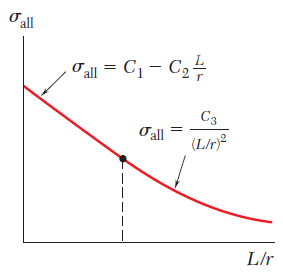 σall
σall = C1 − C2 L/r
σall = C3/(L/r)²
L/r